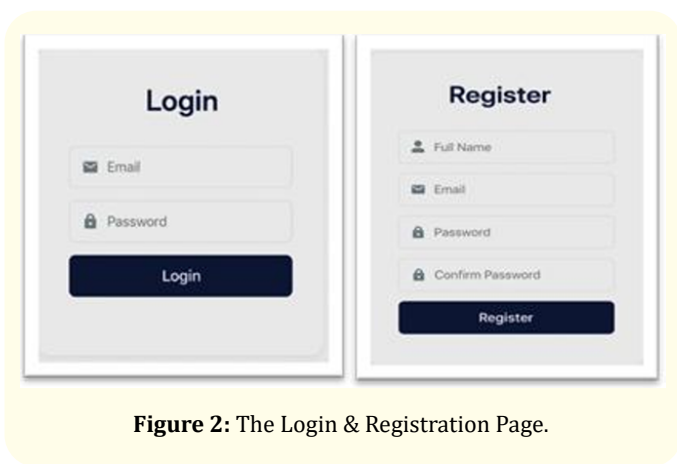 Login
Email
Password
Login
Register
Full Name
Email
Password
Confirm Password
Register
Figure 2: The Login & Registration Page.